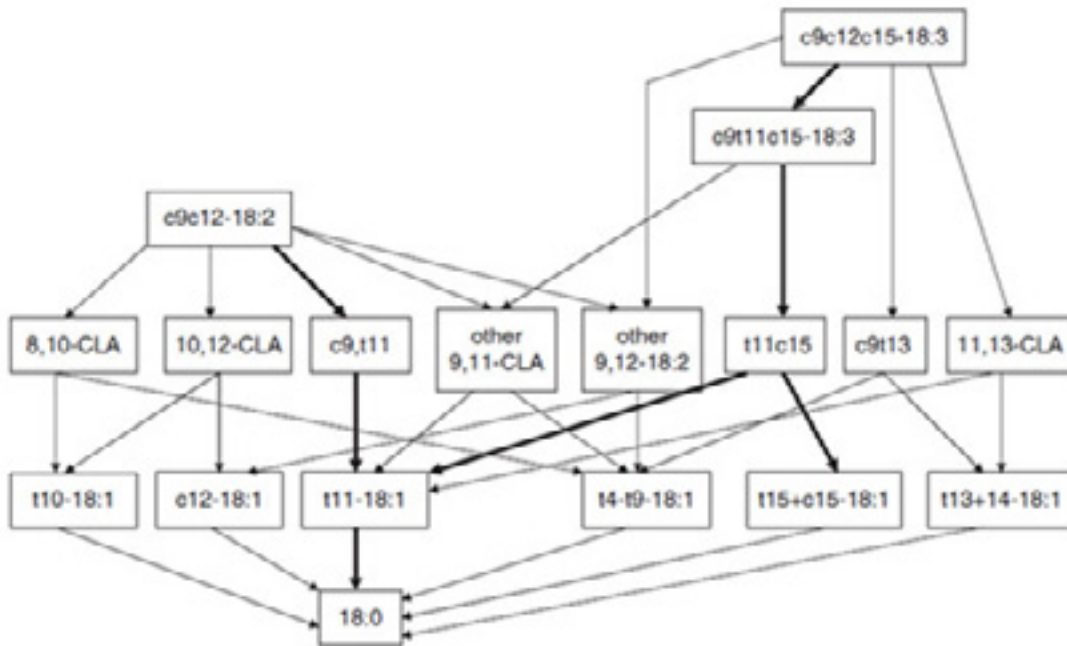 c9c12c15-18:3
c9t11c15-18:3
c9c12-18:2
8,10-CLA
10,12-CLA
c9,t11
other
9,11-CLA
other
9,12-18:2
t11c15
c9t13
11,13-CLA
t10-18:1
c12-18:1
t11-18:1
t4-t9-18:1
t15+c15-18:1
t13+14-18:1
18:0